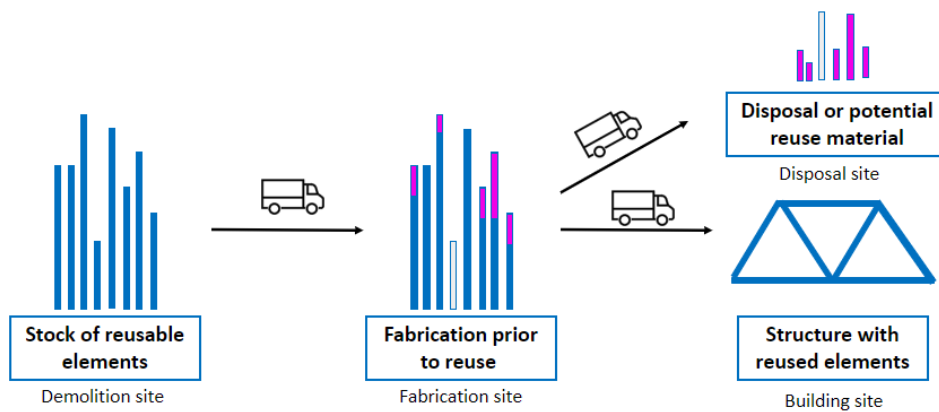 Stock of reusable
elements
Demolition site
Fabrication prior
to reuse
Fabrication site
Disposal or potential
reuse material
Disposal site
Structure with
reused elements
Building site